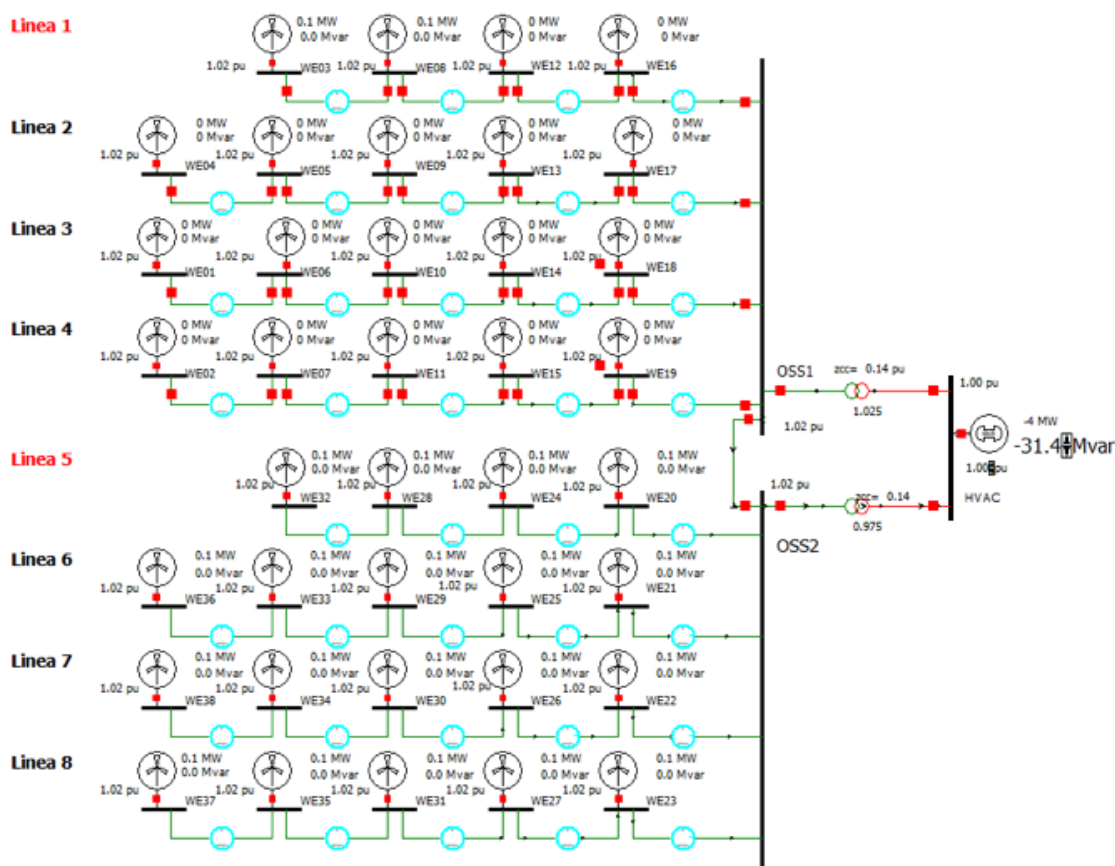 Linea 1
0.1 MW 0.1 MW 0 MW 0 MW
0.0 Mvar 0.0 Mvar 0 Mvar 0 Mvar
1.02 pu WE03 1.02 pu WE08 1.02 pu WE12 1.02 pu WE16
Linea 2
0 MW 0 MW 0 MW 0 MW 0 MW
0 Mvar 0 Mvar 0 Mvar 0 Mvar 0 Mvar
1.02 pu WE04 1.02 pu WE05 1.02 pu WE09 1.02 pu WE13 1.02 pu WE17
Linea 3
0 MW 0 MW 0 MW 0 MW 0 MW
0 Mvar 0 Mvar 0 Mvar 0 Mvar 0 Mvar
1.02 pu WE01 1.02 pu WE06 1.02 pu WE10 1.02 pu WE14 1.02 pu WE18
Linea 4
0 MW 0 MW 0 MW 0 MW 0 MW
0 Mvar 0 Mvar 0 Mvar 0 Mvar 0 Mvar
1.02 pu WE02 1.02 pu WE07 1.02 pu WE11 1.02 pu WE15 1.02 pu WE19
OSS1 zcc= 0.14 pu
1.025
1.02 pu
1.00 pu
-4 MW
-31.4 Mvar
1.00 pu
HVAC
Linea 5
0.1 MW 0.1 MW 0.1 MW 0.1 MW
0.0 Mvar 0.0 Mvar 0.0 Mvar 0.0 Mvar
1.02 pu WE32 1.02 pu WE28 1.02 pu WE24 1.02 pu WE20
1.02 pu zcc= 0.14
0.975
OSS2
Linea 6
0.1 MW 0.1 MW 0.1 MW 0.1 MW 0.1 MW
0.0 Mvar 0.0 Mvar 0.0 Mvar 0.0 Mvar 0.0 Mvar
1.02 pu WE36 1.02 pu WE33 1.02 pu WE29 1.02 pu WE25 1.02 pu WE21
Linea 7
0.1 MW 0.1 MW 0.1 MW 0.1 MW 0.1 MW
0.0 Mvar 0.0 Mvar 0.0 Mvar 0.0 Mvar 0.0 Mvar
1.02 pu WE38 1.02 pu WE34 1.02 pu WE30 1.02 pu WE26 1.02 pu WE22
Linea 8
0.1 MW 0.1 MW 0.1 MW 0.1 MW 0.1 MW
0.0 Mvar 0.0 Mvar 0.0 Mvar 0.0 Mvar 0.0 Mvar
1.02 pu WE37 1.02 pu WE35 1.02 pu WE31 1.02 pu WE27 1.02 pu WE23